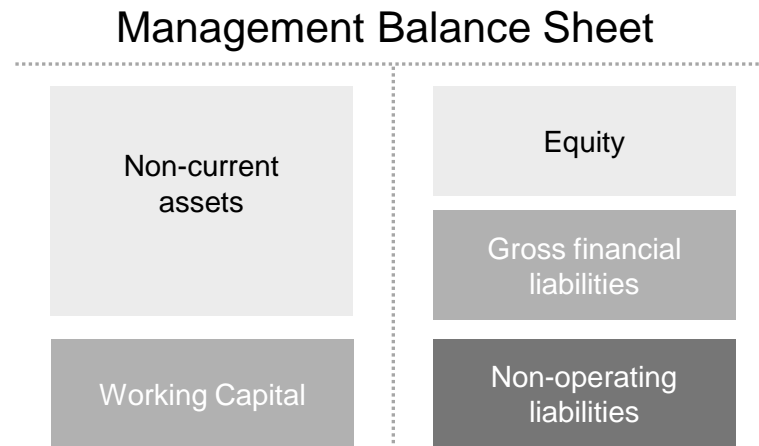 Management Balance Sheet
Non-current
assets
Working Capital
Equity
Gross financial
liabilities
Non-operating
liabilities